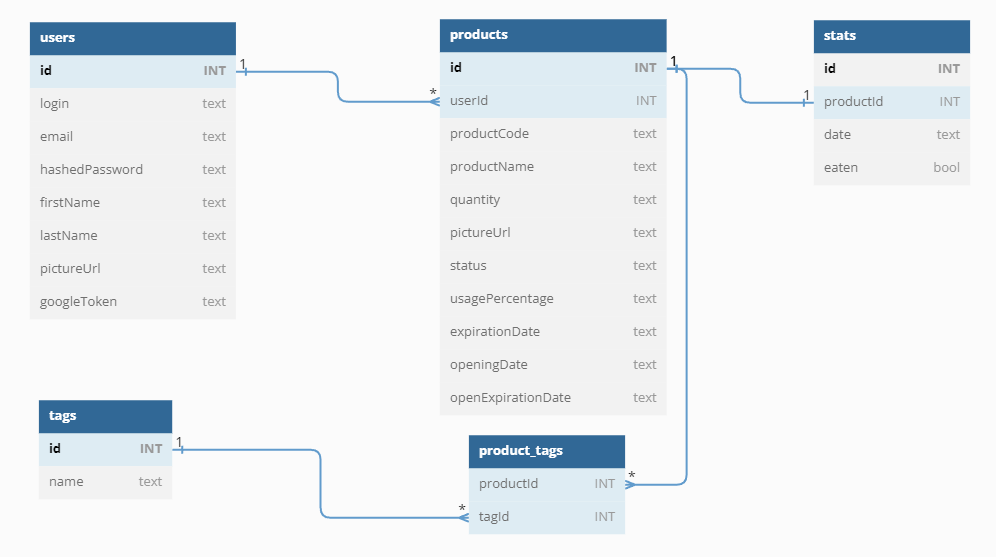 users
id INT
login text
email text
hashedPassword text
firstName text
lastName text
pictureUrl text
googleToken text
1
*
products
id INT
userId INT
productCode text
productName text
quantity text
pictureUrl text
status text
usagePercentage text
expirationDate text
openingDate text
openExpirationDate text
1
1
stats
id INT
productId INT
date text
eaten bool
tags
id INT
name text
1
*
product_tags
productId INT
tagId INT
*